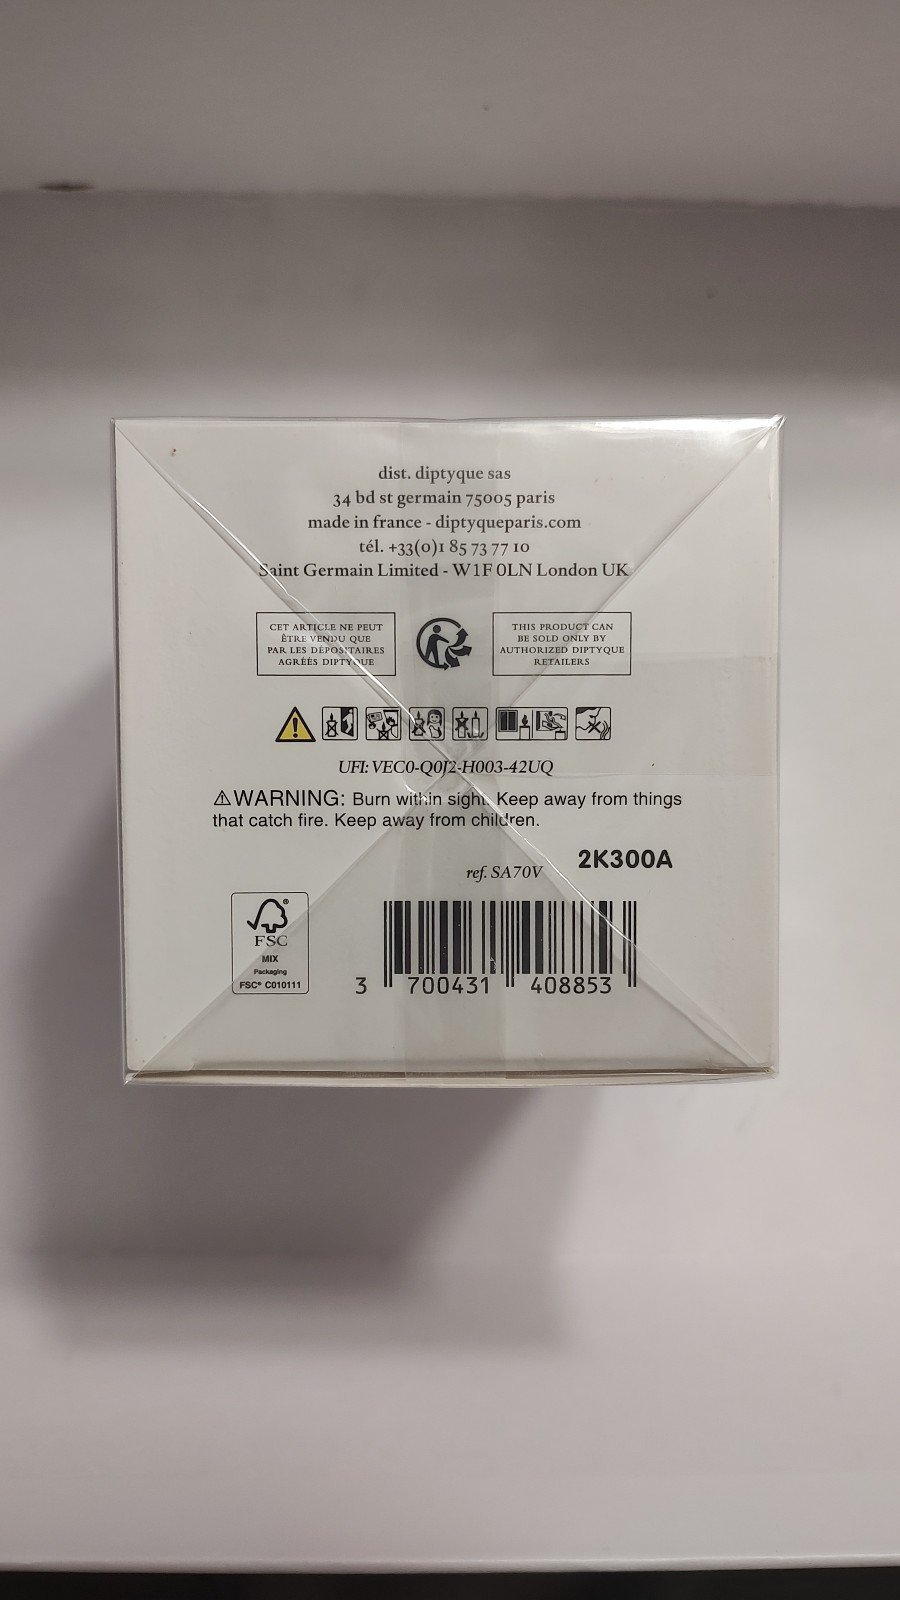 dist. diptyque sas
34 bd st germain 75005 paris
made in france - diptyqueparis.com
tél. +33(0)1 85 73 77 10
Saint Germain Limited - W1F 0LN London UK
CET ARTICLE NE PEUT
ÊTRE VENDU QUE
PAR LES DÉPOSITAIRES
AGRÉÉS DIPTYQUE
THIS PRODUCT CAN
BE SOLD ONLY BY
AUTHORIZED DIPTYQUE
RETAILERS
UFI: VEC0-Q0J2-H003-42UQ
⚠WARNING: Burn within sight. Keep away from things
that catch fire. Keep away from children.
2K300A
ref. SA70V
FSC®
MIX
Packaging
FSC® C010111
3 700431 408853